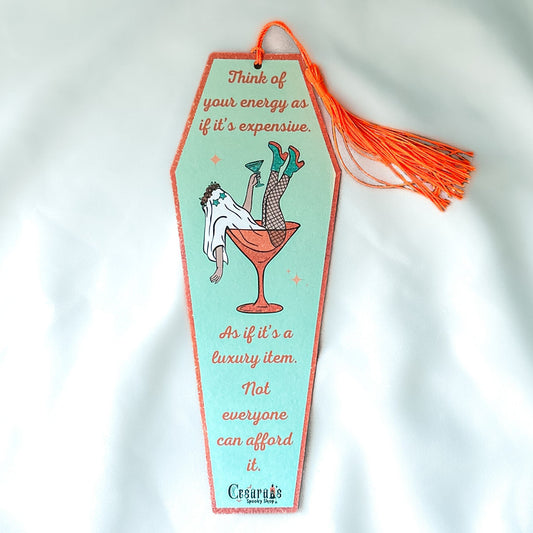 Think of
your energy as
if it's expensive.
As if it's a
luxury item.
Not
everyone
can afford
it.
Spooky Shop